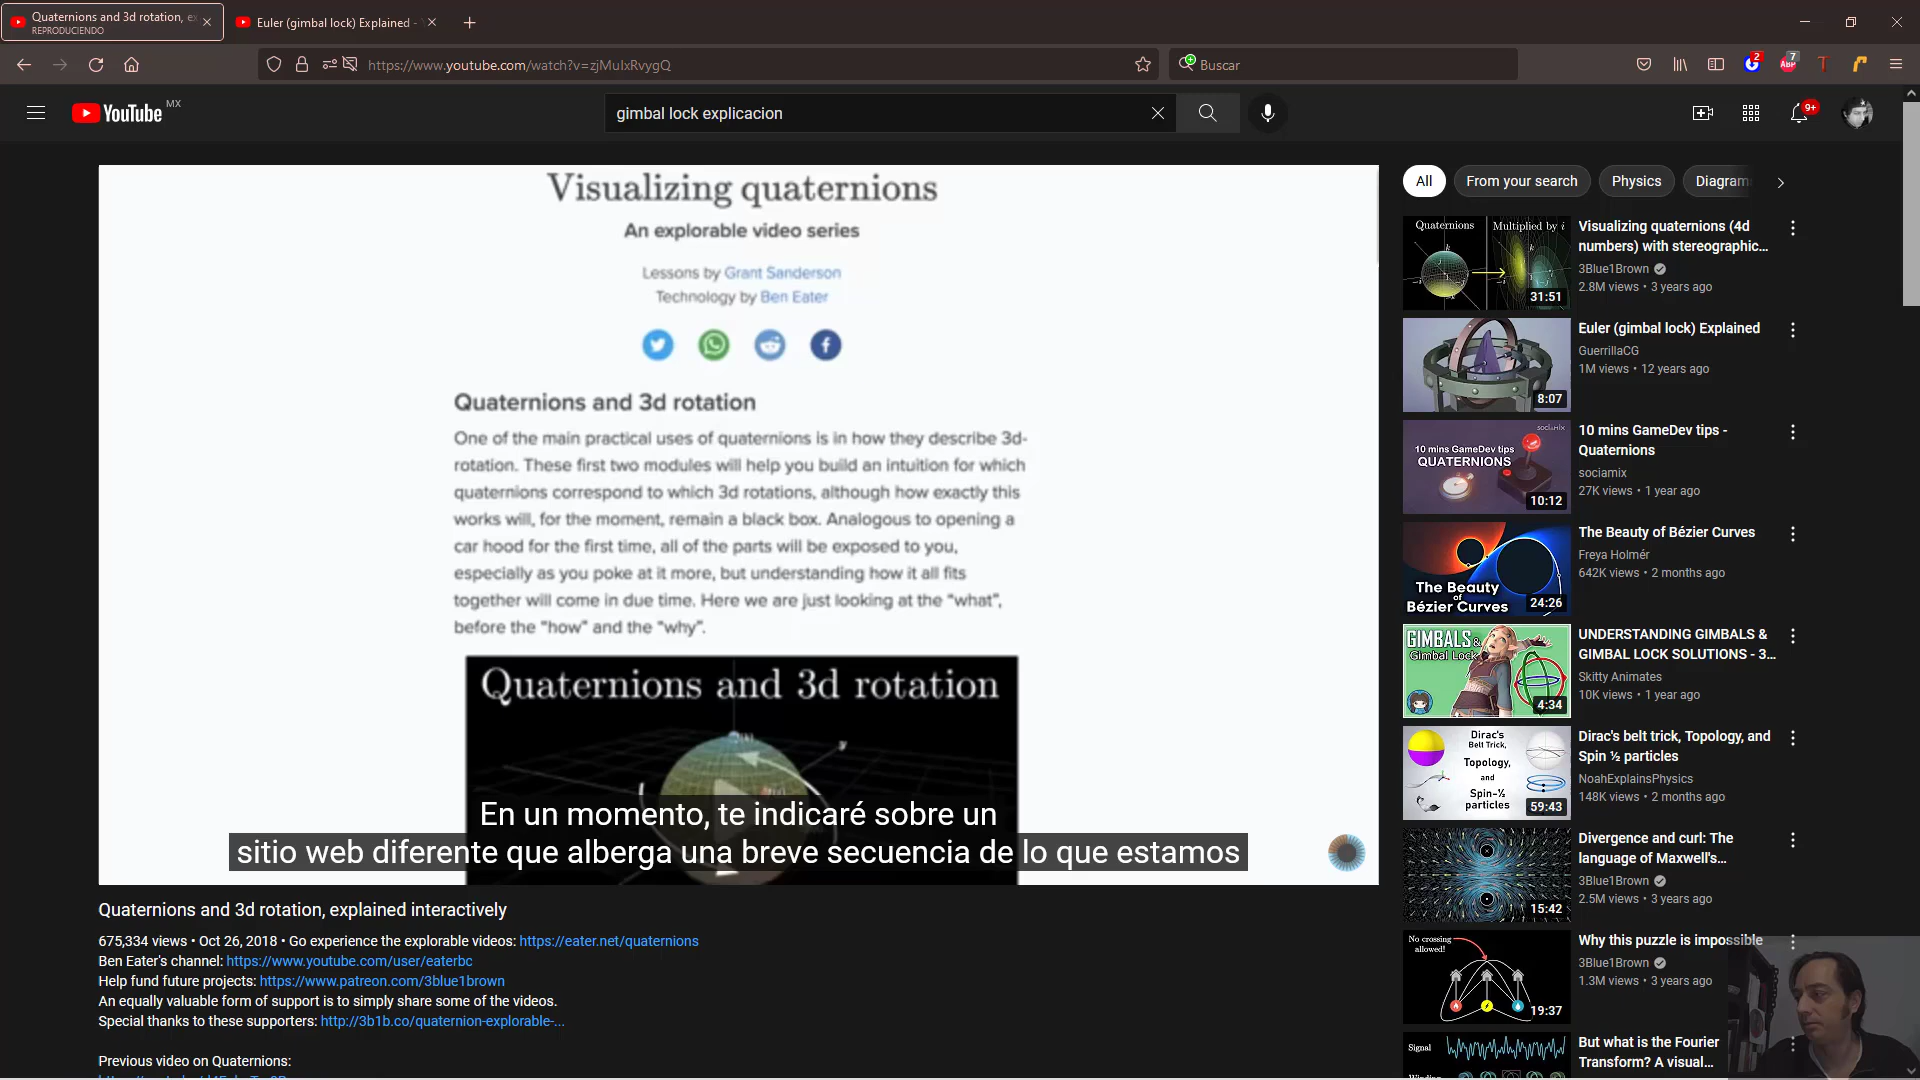 Quaternions and 3d rotation, e
REPRODUCIENDO
Euler (gimbal lock) Explained -
https://www.youtube.com/watch?v=zjMuIxRvygQ
Buscar
2
ABP
7
YouTube
MX
gimbal lock explicacion
9+
Visualizing quaternions
An explorable video series
Lessons by Grant Sanderson
Technology by Ben Eater
Quaternions and 3d rotation
One of the main practical uses of quaternions is in how they describe 3d-
rotation. These first two modules will help you build an intuition for which
quaternions correspond to which 3d rotations, although how exactly this
works will, for the moment, remain a black box. Analogous to opening a
car hood for the first time, all of the parts will be exposed to you,
especially as you poke at it more, but understanding how it all fits
together will come in due time. Here we are just looking at the “what”,
before the “how” and the “why”.
Quaternions and 3d rotation
En un momento, te indicaré sobre un
sitio web diferente que alberga una breve secuencia de lo que estamos
Quaternions and 3d rotation, explained interactively
675,334 views • Oct 26, 2018 • Go experience the explorable videos: https://eater.net/quaternions
Ben Eater's channel: https://www.youtube.com/user/eaterbc
Help fund future projects: https://www.patreon.com/3blue1brown
An equally valuable form of support is to simply share some of the videos.
Special thanks to these supporters: http://3b1b.co/quaternion-explorable-...
Previous video on Quaternions:
All
From your search
Physics
Diagram
Quaternions
Multiplied by i
31:51
Visualizing quaternions (4d
numbers) with stereographic...
3Blue1Brown
2.8M views • 3 years ago
8:07
Euler (gimbal lock) Explained
GuerrillaCG
1M views • 12 years ago
sociamix
10 mins GameDev tips
QUATERNIONS
10:12
10 mins GameDev tips -
Quaternions
sociamix
27K views • 1 year ago
The Beauty
of
Bézier Curves
24:26
The Beauty of Bézier Curves
Freya Holmér
642K views • 2 months ago
GIMBALS &
Gimbal Lock
4:34
UNDERSTANDING GIMBALS &
GIMBAL LOCK SOLUTIONS - 3...
Skitty Animates
10K views • 1 year ago
Dirac's
Belt Trick,
Topology,
and
Spin-½
particles
59:43
Dirac's belt trick, Topology, and
Spin ½ particles
NoahExplainsPhysics
148K views • 2 months ago
15:42
Divergence and curl: The
language of Maxwell's...
3Blue1Brown
2.5M views • 3 years ago
No crossing
allowed!
19:37
Why this puzzle is impossible
3Blue1Brown
1.3M views • 3 years ago
Signal
But what is the Fourier
Transform? A visual...